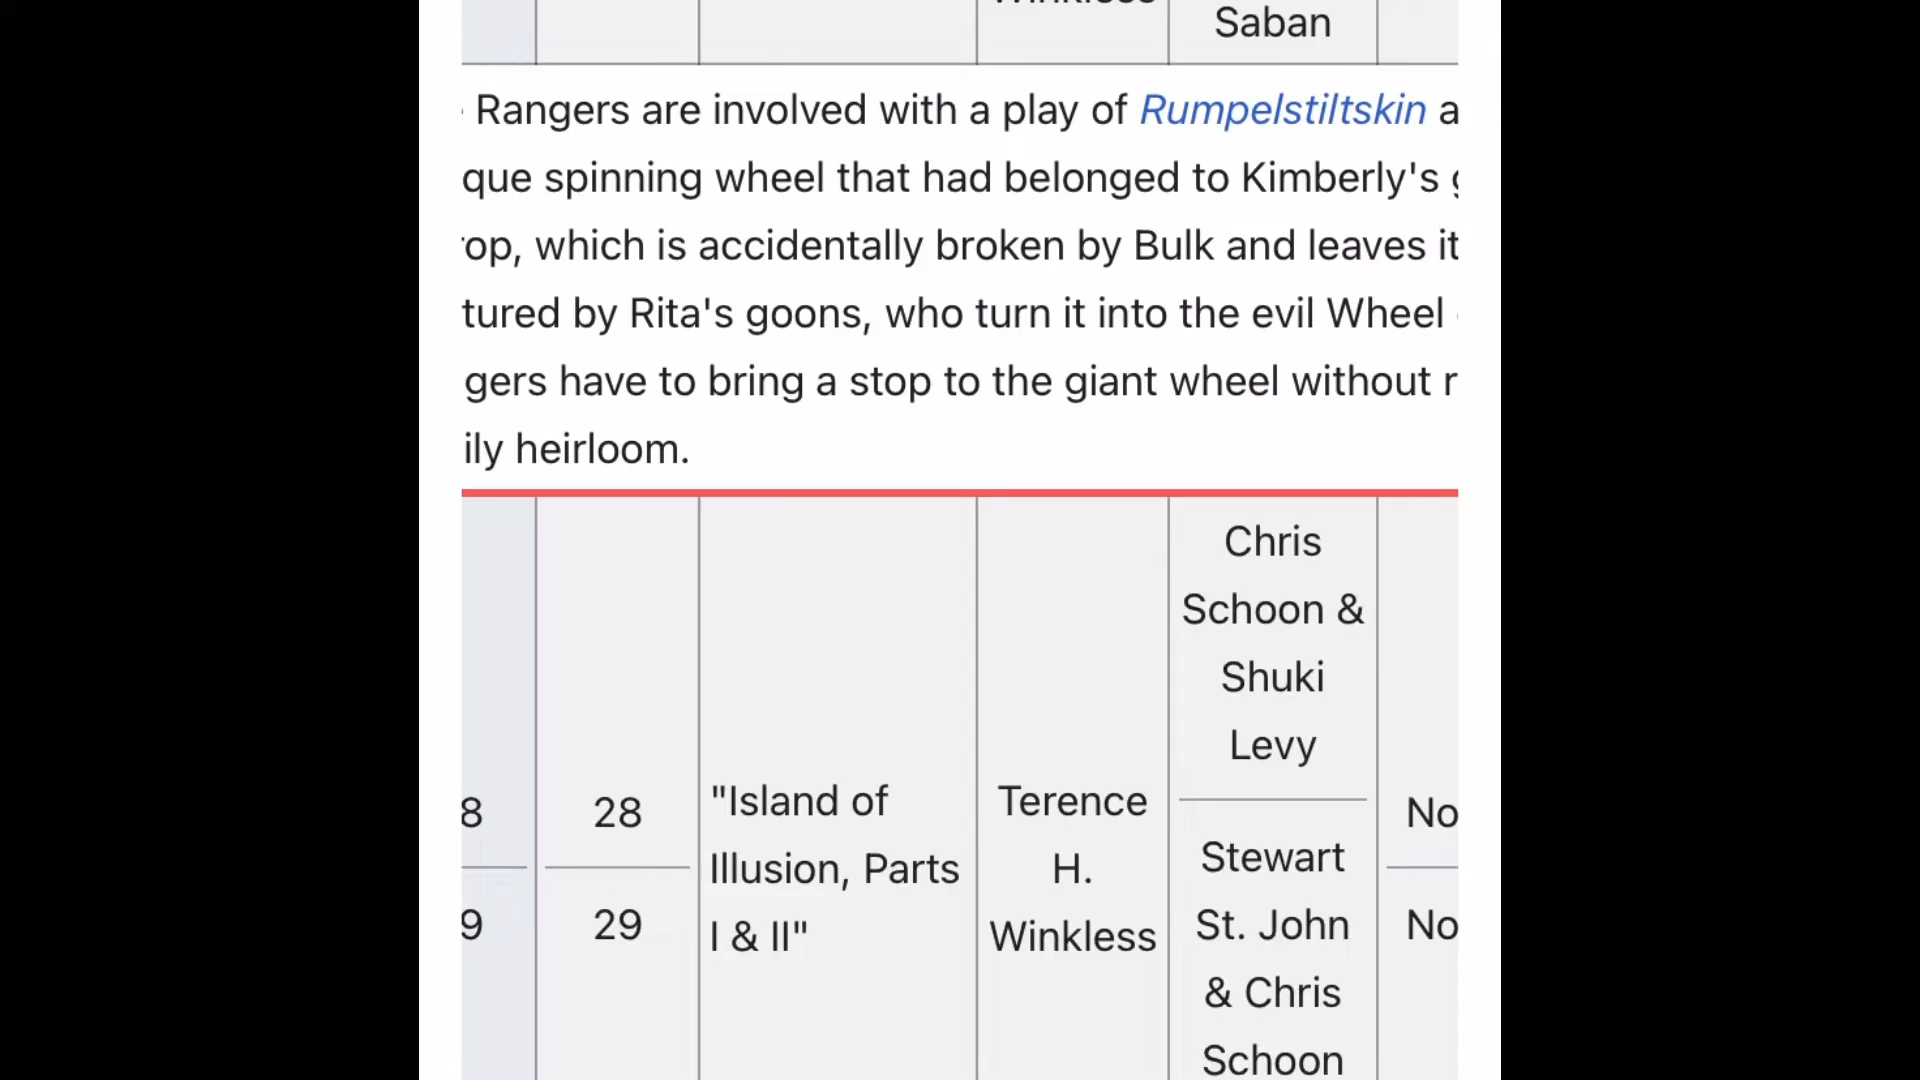 Saban
Rangers are involved with a play of Rumpelstiltskin a
que spinning wheel that had belonged to Kimberly's
rop, which is accidentally broken by Bulk and leaves it
tured by Rita's goons, who turn it into the evil Wheel
gers have to bring a stop to the giant wheel without r
ily heirloom.
Chris
Schoon &
Shuki
Levy
8
28
"Island of
Illusion, Parts
I & II"
Terence
H.
Winkless
No
Stewart
St. John
& Chris
Schoon
9
29
No